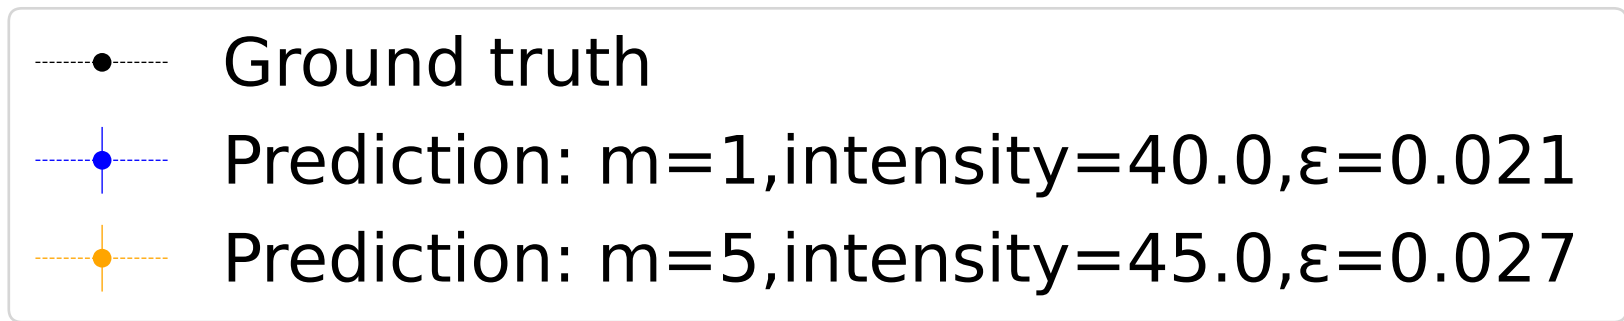 Ground truth
Prediction: m=1,intensity=40.0,ε=0.021
Prediction: m=5,intensity=45.0,ε=0.027